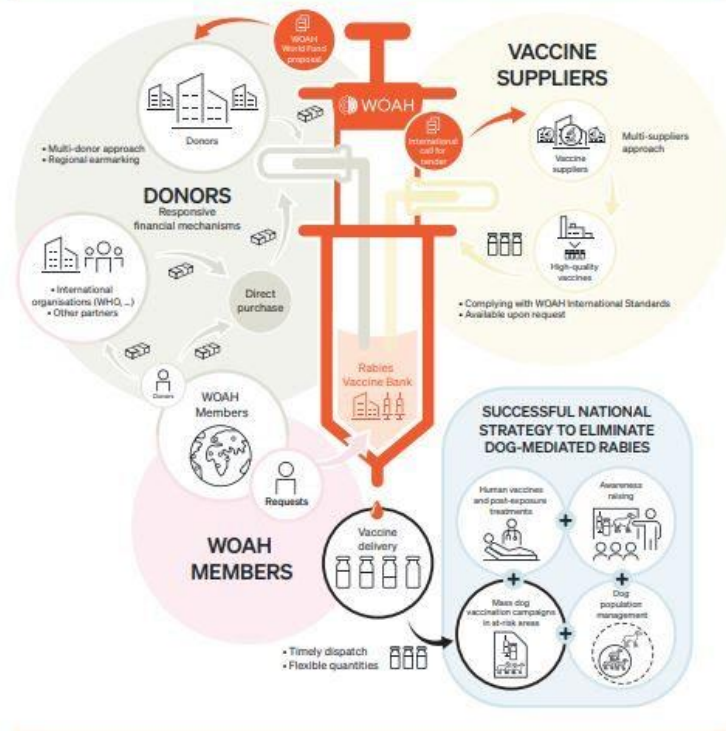 WOAH
World Fund
proposal
WOAH
VACCINE
SUPPLIERS
Donors
• Multi-donor approach
• Regional earmarking
International
call for
tender
Vaccine
suppliers
Multi-suppliers
approach
DONORS
Responsive
financial mechanisms
High-quality
vaccines
• International
organisations (WHO, ...)
• Other partners
Direct
purchase
• Complying with WOAH International Standards
• Available upon request
Rabies
Vaccine Bank
Donors
WOAH
Members
Requests
WOAH
MEMBERS
Vaccine
delivery
• Timely dispatch
• Flexible quantities
SUCCESSFUL NATIONAL
STRATEGY TO ELIMINATE
DOG-MEDIATED RABIES
Human vaccines
and post-exposure
treatments
+
Awareness
raising
+
+
Mass dog
vaccination campaigns
in at-risk areas
+
Dog
population
management